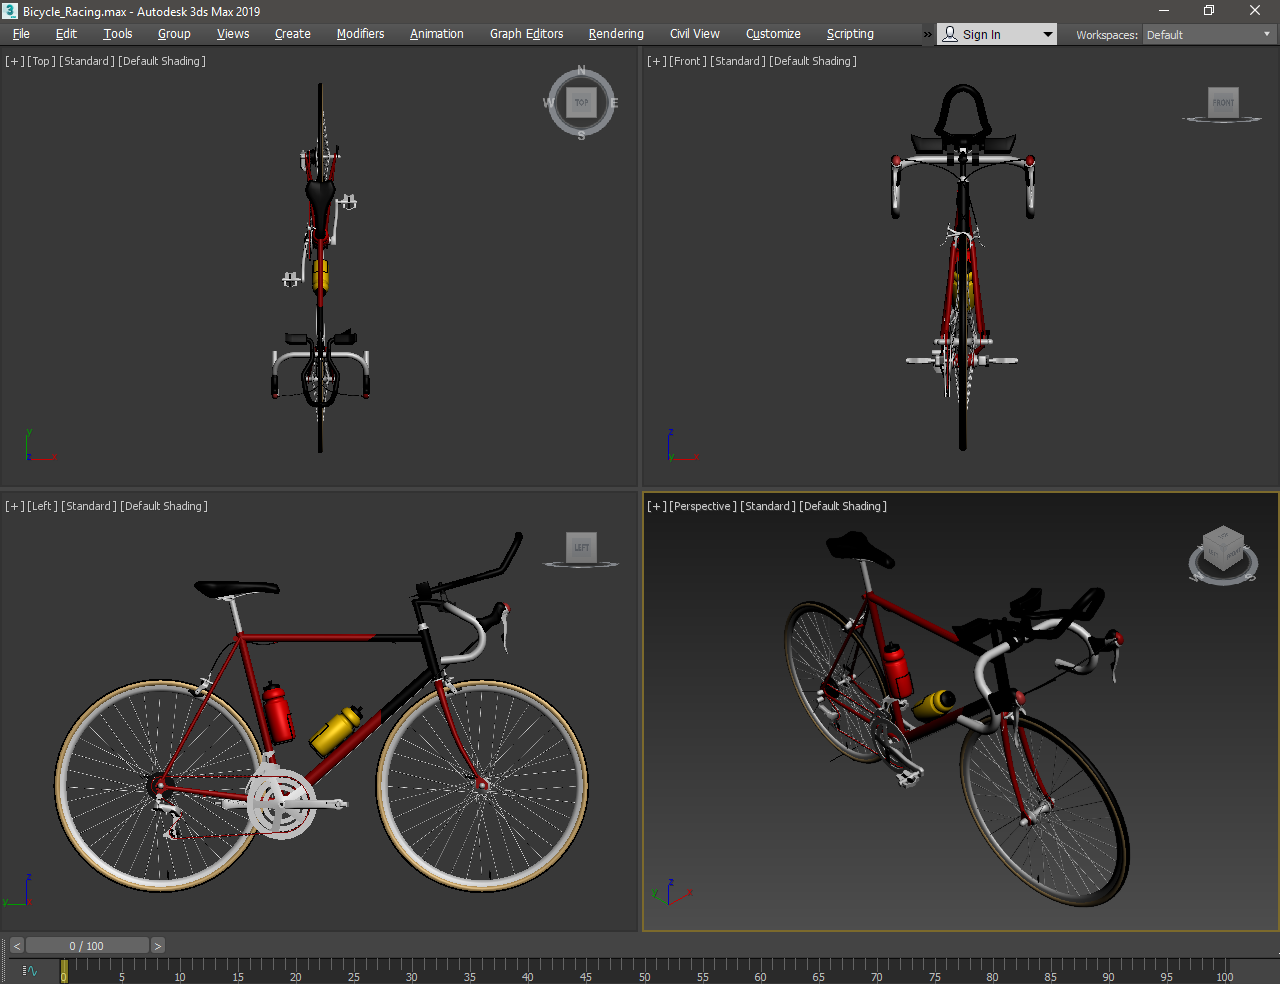 Bicycle_Racing.max - Autodesk 3ds Max 2019
File Edit Tools Group Views Create Modifiers Animation Graph Editors Rendering Civil View Customize Scripting » Sign In Workspaces: Default
[+] [Top] [Standard] [Default Shading]
N
W TOP E
S
y
z x
[+] [Front] [Standard] [Default Shading]
FRONT
z
y x
[+] [Left] [Standard] [Default Shading]
LEFT
z
y
[+] [Perspective] [Standard] [Default Shading]
W S
z
y x
< 0 / 100 >
0 5 10 15 20 25 30 35 40 45 50 55 60 65 70 75 80 85 90 95 100